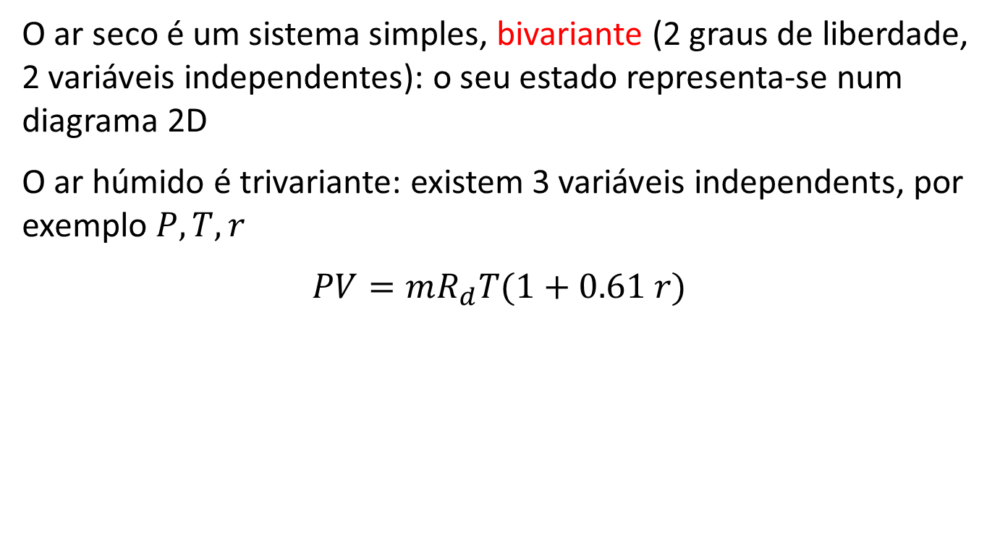 O ar seco é um sistema simples, bivariante (2 graus de liberdade,
2 variáveis independentes): o seu estado representa-se num
diagrama 2D
O ar húmido é trivariante: existem 3 variáveis independents, por
exemplo P, T, r
PV = mR_dT(1 + 0.61 r)